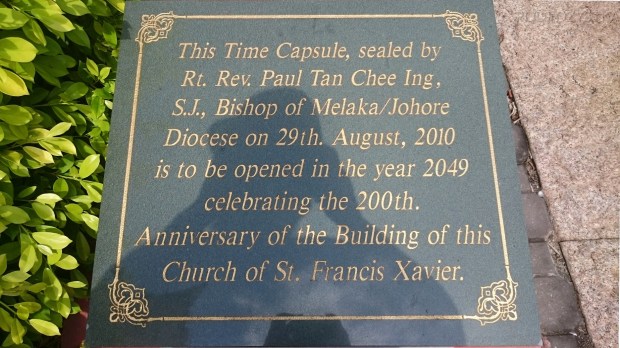 This Time Capsule, sealed by
Rt. Rev. Paul Tan Chee Ing,
S.J., Bishop of Melaka/Johore
Diocese on 29th. August, 2010
is to be opened in the year 2049
celebrating the 200th.
Anniversary of the Building of this
Church of St. Francis Xavier.